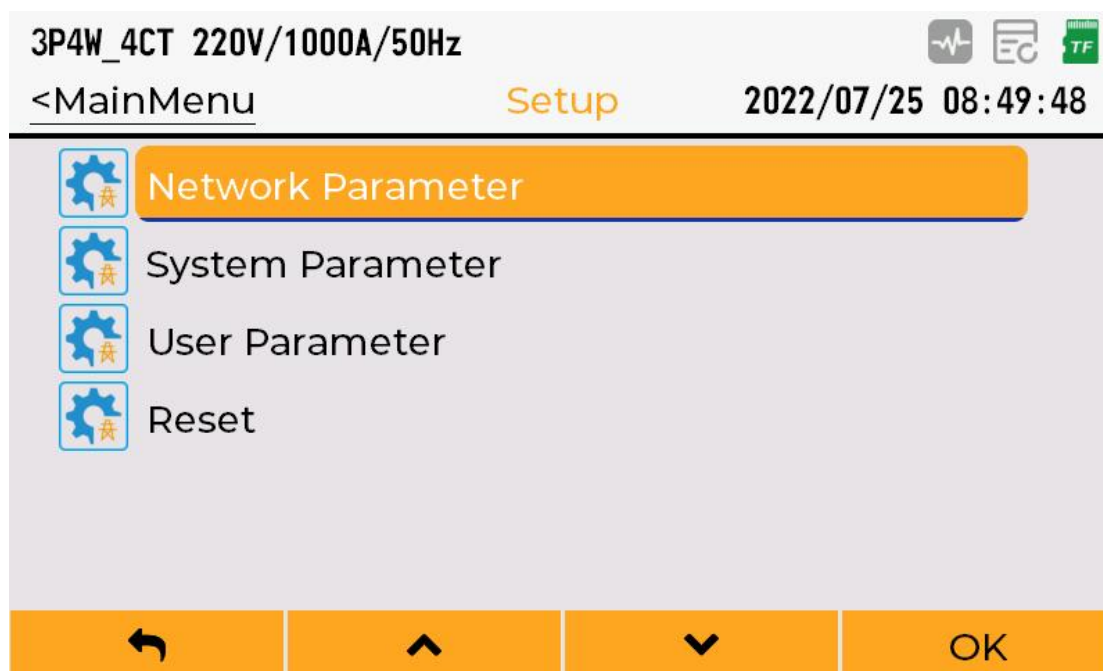 3P4W_4CT 220V/1000A/50Hz
TF
<MainMenu Setup 2022/07/25 08:49:48
Network Parameter
System Parameter
User Parameter
Reset
OK